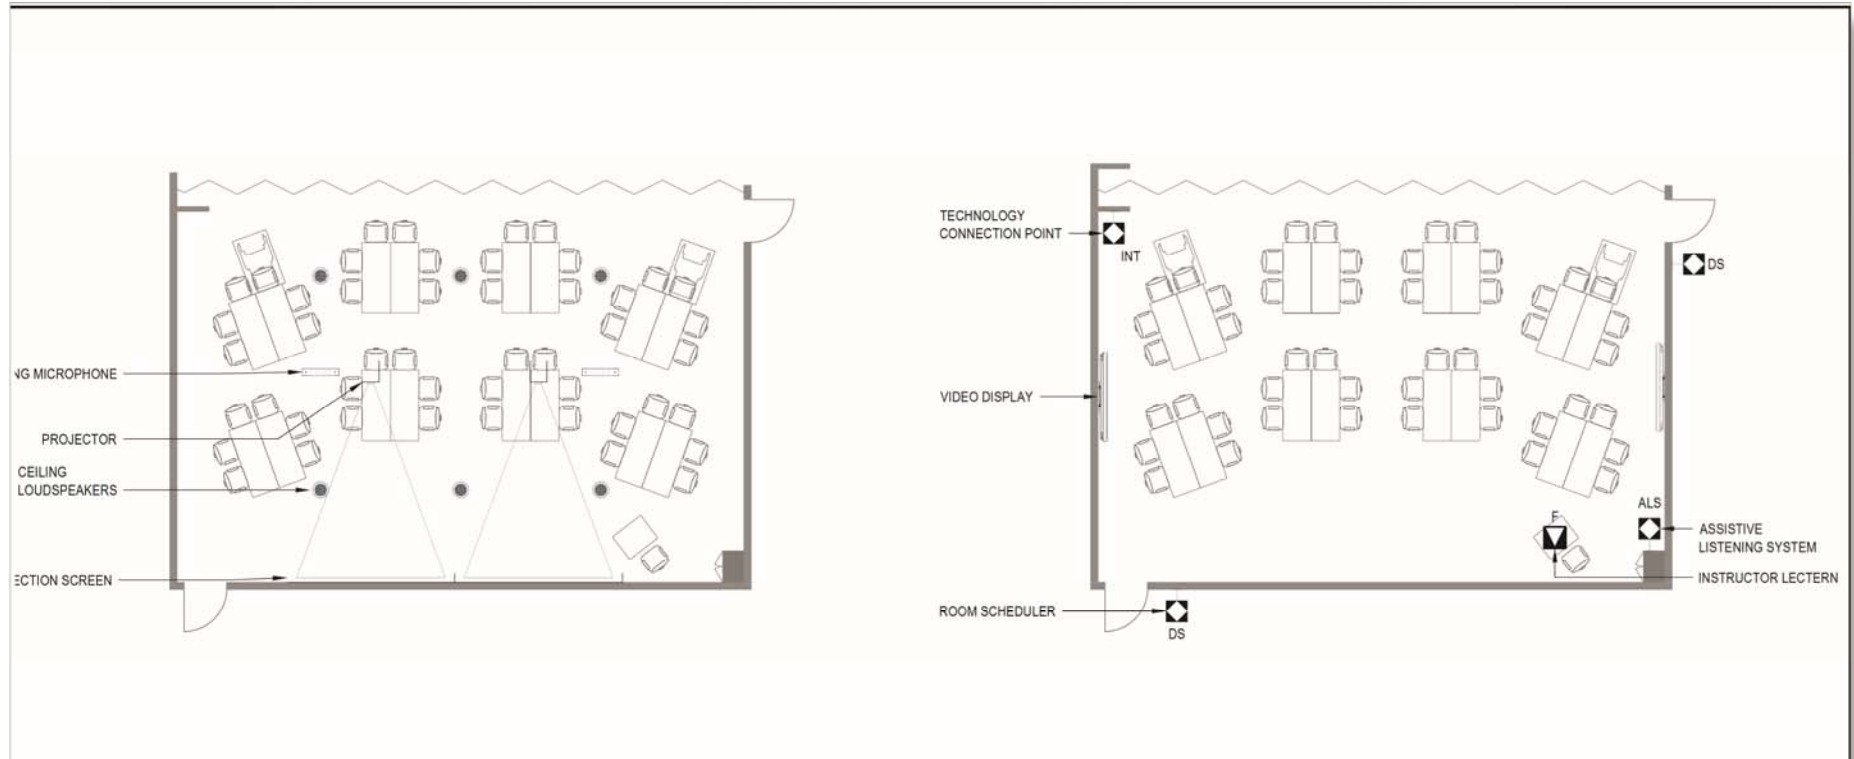 NG MICROPHONE
PROJECTOR
CEILING
LOUDSPEAKERS
ECTION SCREEN
TECHNOLOGY
CONNECTION POINT
INT
DS
VIDEO DISPLAY
F
ALS
ASSISTIVE
LISTENING SYSTEM
INSTRUCTOR LECTERN
ROOM SCHEDULER
DS